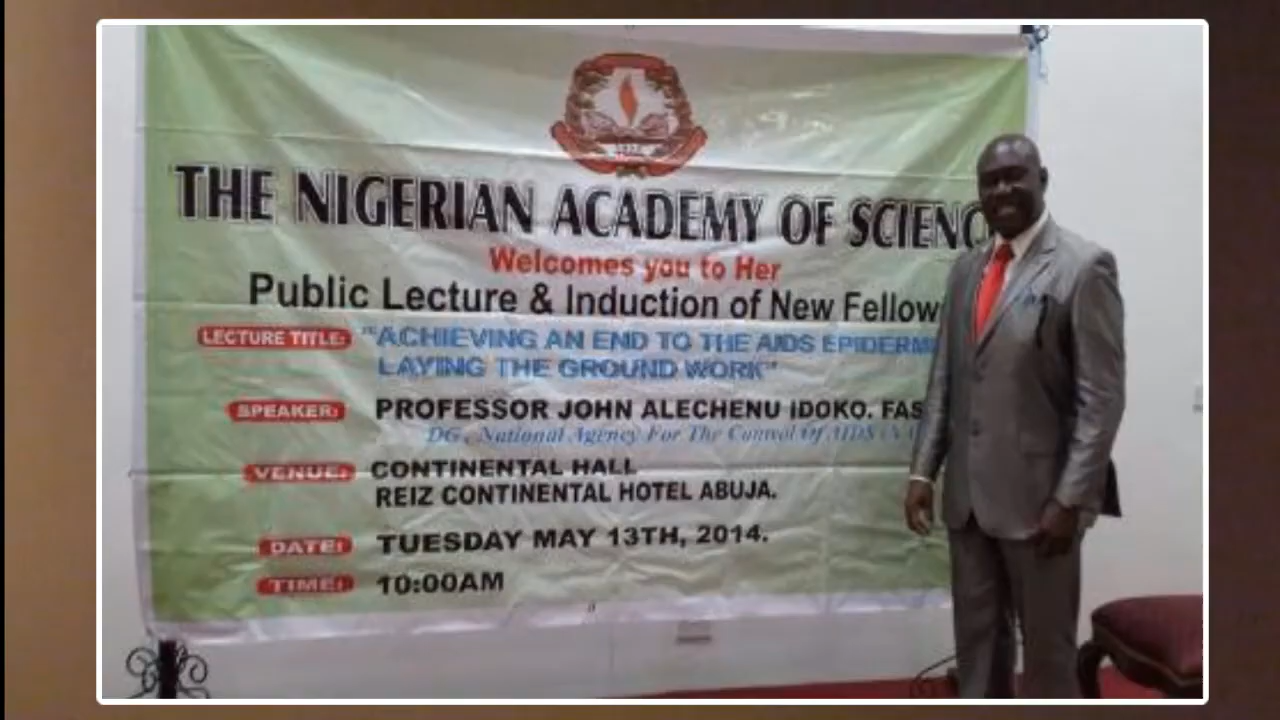 THE NIGERIAN ACADEMY OF SCIENC
Welcomes you to Her
Public Lecture & Induction of New Fellow
LECTURE TITLE: "ACHIEVING AN END TO THE AIDS EPIDERMI
LAYING THE GROUND WORK"
SPEAKER: PROFESSOR JOHN ALECHENU IDOKO. FAS
DG, National Agency For The Control Of AIDS (NA
VENUE: CONTINENTAL HALL
REIZ CONTINENTAL HOTEL ABUJA.
DATE: TUESDAY MAY 13TH, 2014.
TIME: 10:00AM